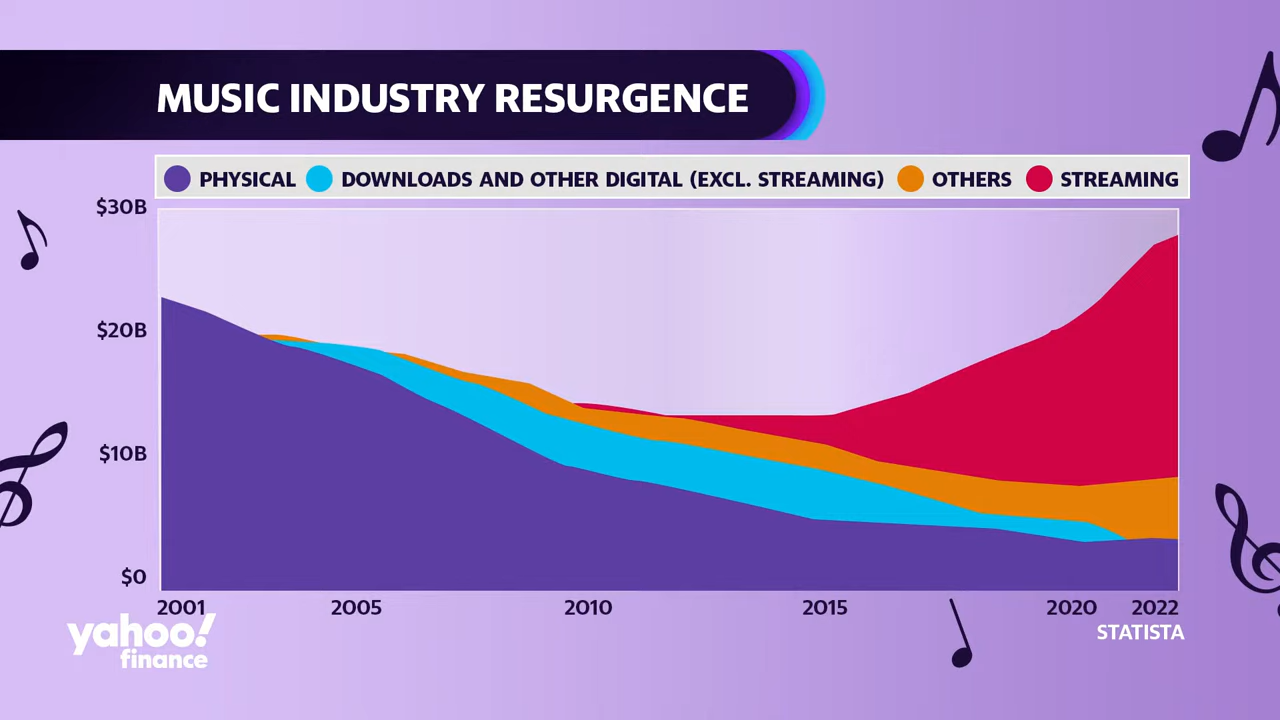 MUSIC INDUSTRY RESURGENCE
PHYSICAL DOWNLOADS AND OTHER DIGITAL (EXCL. STREAMING) OTHERS STREAMING
$30B
$20B
$10B
$0
2001 2005 2010 2015 2020 2022
STATISTA
yahoo!
finance